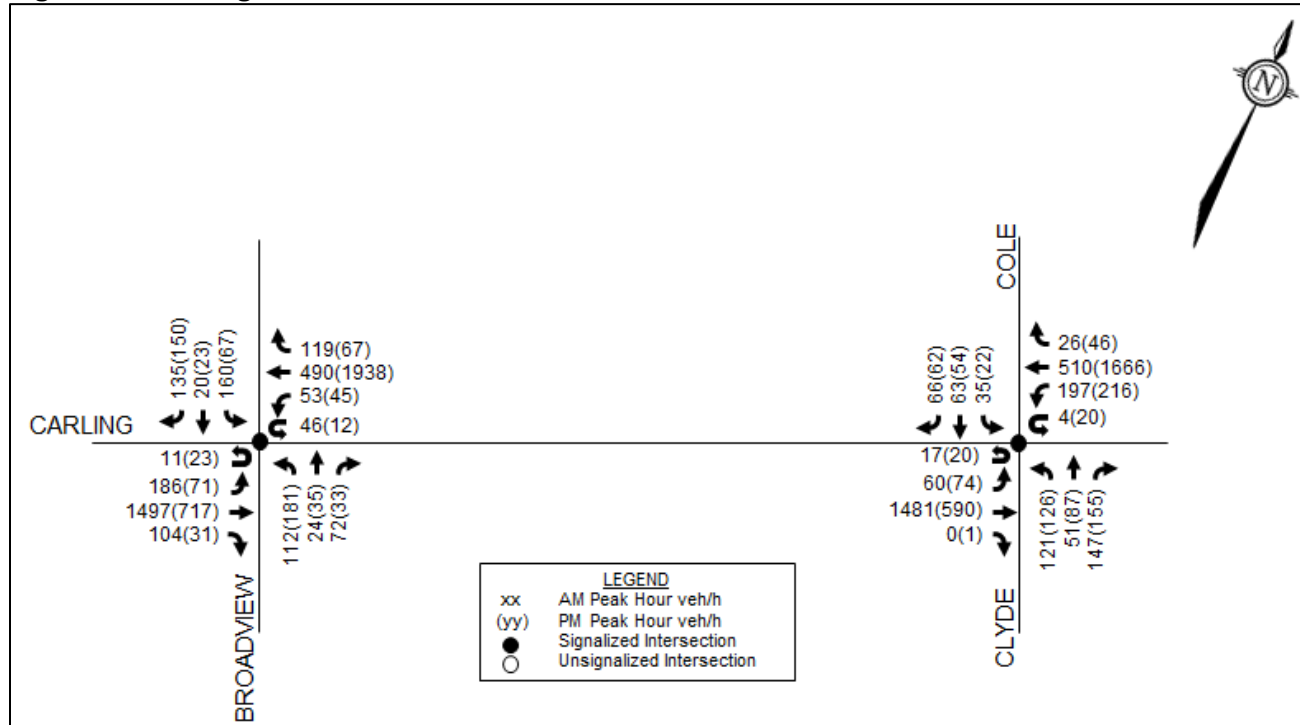 N
COLE
135(150)
20(23)
160(67)
119(67)
490(1938)
53(45)
46(12)
CARLING
11(23)
186(71)
1497(717)
104(31)
112(181)
24(35)
72(33)
BROADVIEW
66(62)
63(54)
35(22)
26(46)
510(1666)
197(216)
4(20)
17(20)
60(74)
1481(590)
0(1)
121(126)
51(87)
147(155)
CLYDE
LEGEND
xx AM Peak Hour veh/h
(yy) PM Peak Hour veh/h
Signalized Intersection
Unsignalized Intersection